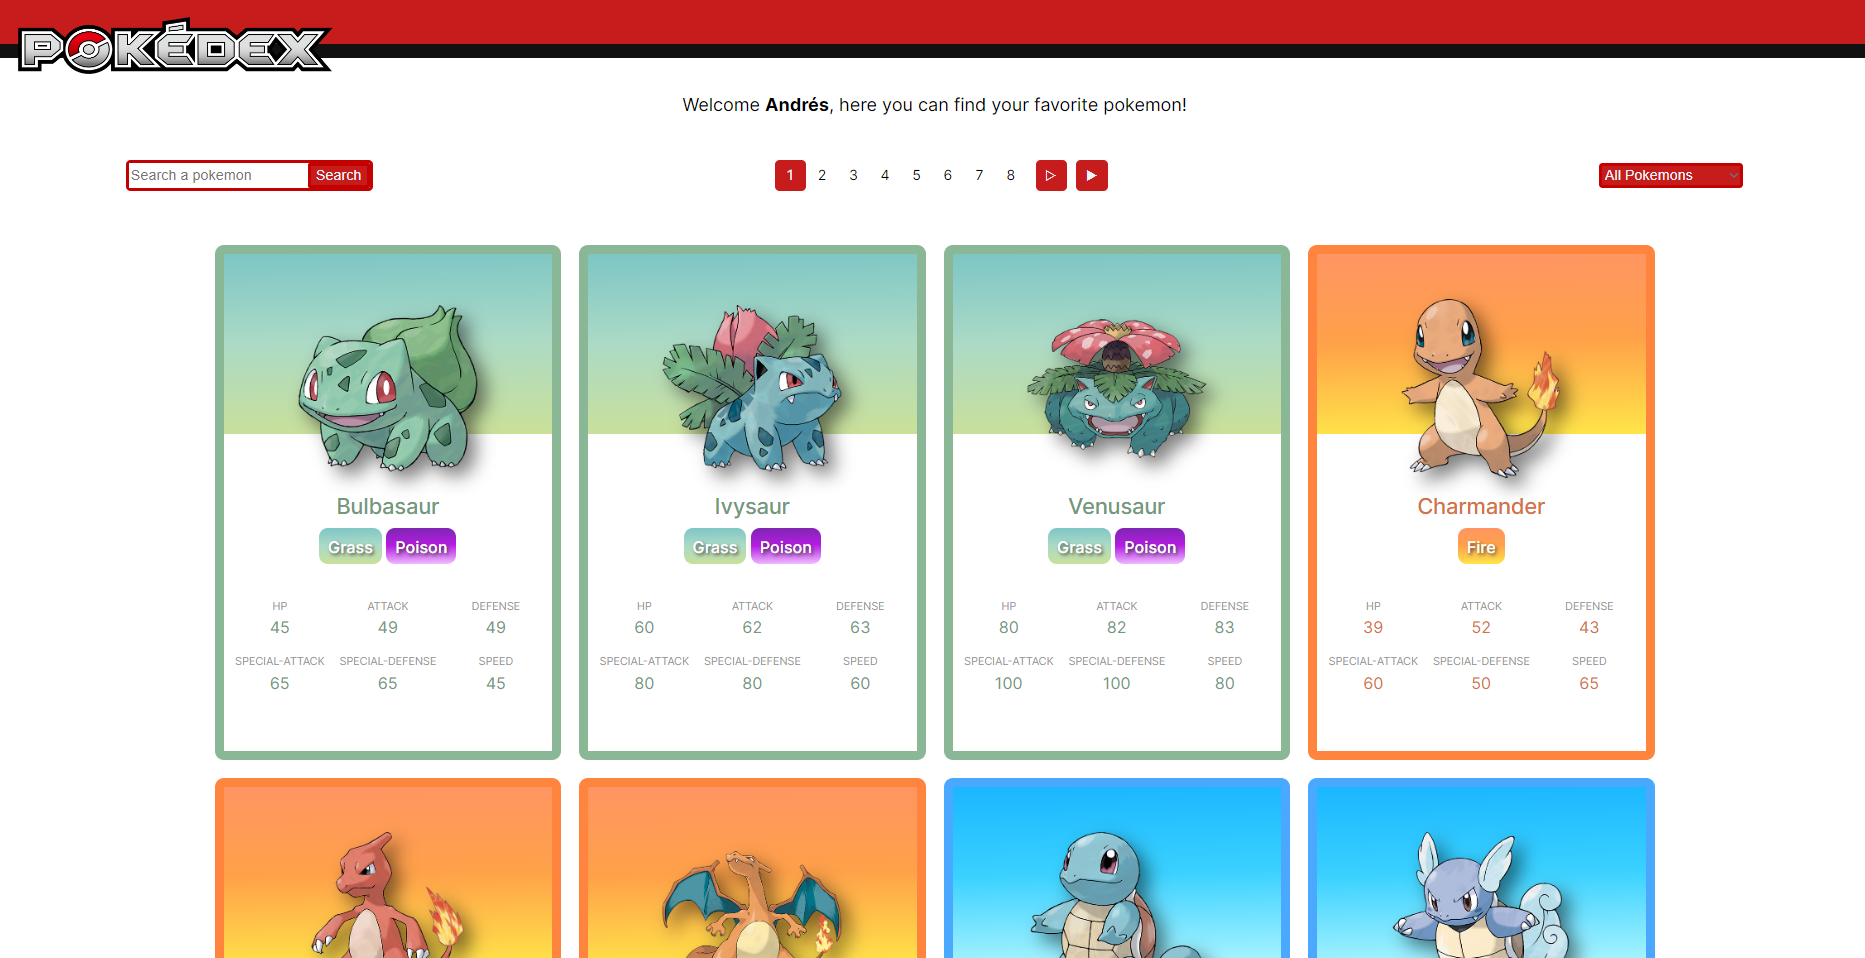 POKÉDEX
Welcome Andrés, here you can find your favorite pokemon!
Search a pokemon Search 1 2 3 4 5 6 7 8 All Pokemons
Bulbasaur
Grass Poison
HP ATTACK DEFENSE
45 49 49
SPECIAL-ATTACK SPECIAL-DEFENSE SPEED
65 65 45
Ivysaur
Grass Poison
HP ATTACK DEFENSE
60 62 63
SPECIAL-ATTACK SPECIAL-DEFENSE SPEED
80 80 60
Venusaur
Grass Poison
HP ATTACK DEFENSE
80 82 83
SPECIAL-ATTACK SPECIAL-DEFENSE SPEED
100 100 80
Charmander
Fire
HP ATTACK DEFENSE
39 52 43
SPECIAL-ATTACK SPECIAL-DEFENSE SPEED
60 50 65